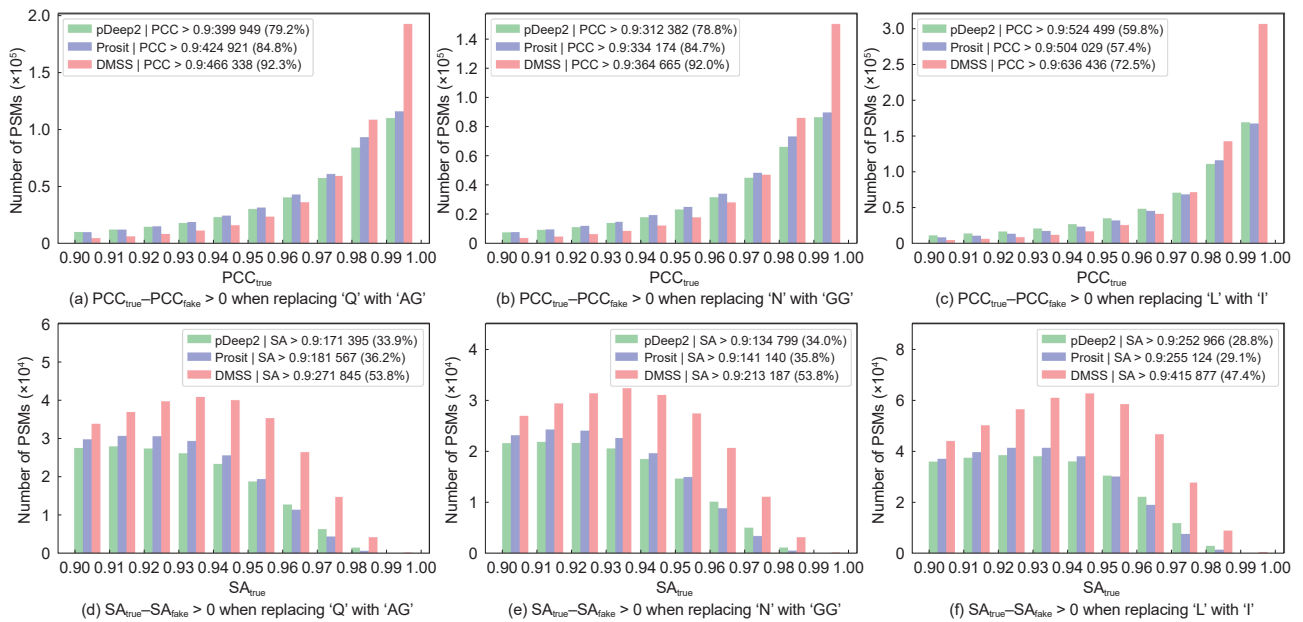 2.0
1.5
1.0
0.5
0
Number of PSMs (×10⁵)
pDeep2 | PCC > 0.9:399 949 (79.2%)
Prosit | PCC > 0.9:424 921 (84.8%)
DMSS | PCC > 0.9:466 338 (92.3%)
0.90 0.91 0.92 0.93 0.94 0.95 0.96 0.97 0.98 0.99 1.00
PCCtrue
(a) PCCtrue–PCCfake > 0 when replacing ‘Q’ with ‘AG’
1.4
1.2
1.0
0.8
0.6
0.4
0.2
0
Number of PSMs (×10⁵)
pDeep2 | PCC > 0.9:312 382 (78.8%)
Prosit | PCC > 0.9:334 174 (84.7%)
DMSS | PCC > 0.9:364 665 (92.0%)
0.90 0.91 0.92 0.93 0.94 0.95 0.96 0.97 0.98 0.99 1.00
PCCtrue
(b) PCCtrue–PCCfake > 0 when replacing ‘N’ with ‘GG’
3.0
2.5
2.0
1.5
1.0
0.5
0
Number of PSMs (×10⁵)
pDeep2 | PCC > 0.9:524 499 (59.8%)
Prosit | PCC > 0.9:504 029 (57.4%)
DMSS | PCC > 0.9:636 436 (72.5%)
0.90 0.91 0.92 0.93 0.94 0.95 0.96 0.97 0.98 0.99 1.00
PCCtrue
(c) PCCtrue–PCCfake > 0 when replacing ‘L’ with ‘I’
6
5
4
3
2
1
0
Number of PSMs (×10⁴)
pDeep2 | SA > 0.9:171 395 (33.9%)
Prosit | SA > 0.9:181 567 (36.2%)
DMSS | SA > 0.9:271 845 (53.8%)
0.90 0.91 0.92 0.93 0.94 0.95 0.96 0.97 0.98 0.99 1.00
SAtrue
(d) SAtrue–SAfake > 0 when replacing ‘Q’ with ‘AG’
4
3
2
1
0
Number of PSMs (×10⁴)
pDeep2 | SA > 0.9:134 799 (34.0%)
Prosit | SA > 0.9:141 140 (35.8%)
DMSS | SA > 0.9:213 187 (53.8%)
0.90 0.91 0.92 0.93 0.94 0.95 0.96 0.97 0.98 0.99 1.00
SAtrue
(e) SAtrue–SAfake > 0 when replacing ‘N’ with ‘GG’
8
6
4
2
0
Number of PSMs (×10⁴)
pDeep2 | SA > 0.9:252 966 (28.8%)
Prosit | SA > 0.9:255 124 (29.1%)
DMSS | SA > 0.9:415 877 (47.4%)
0.90 0.91 0.92 0.93 0.94 0.95 0.96 0.97 0.98 0.99 1.00
SAtrue
(f) SAtrue–SAfake > 0 when replacing ‘L’ with ‘I’